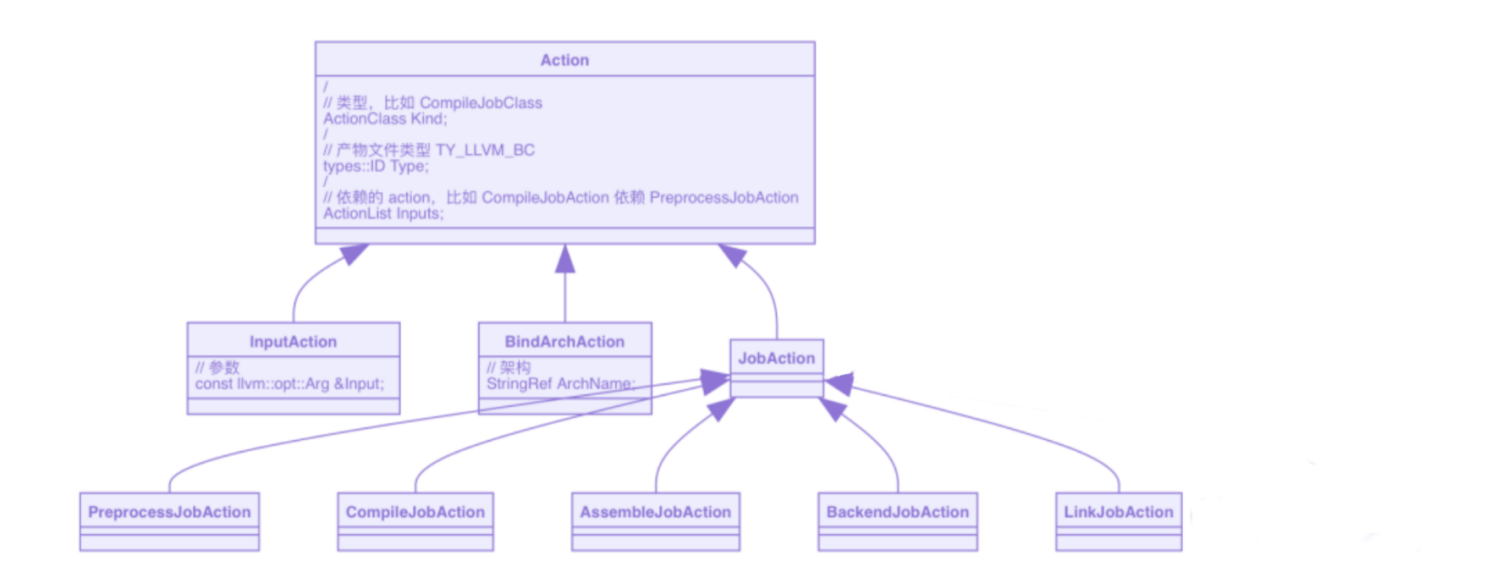 Action
/
// 类型，比如 CompileJobClass
ActionClass Kind;
/
// 产物文件类型 TY_LLVM_BC
types::ID Type;
/
// 依赖的 action，比如 CompileJobAction 依赖 PreprocessJobAction
ActionList Inputs;
InputAction
// 参数
const llvm::opt::Arg &Input;
BindArchAction
// 架构
StringRef ArchName;
JobAction
PreprocessJobAction
CompileJobAction
AssembleJobAction
BackendJobAction
LinkJobAction